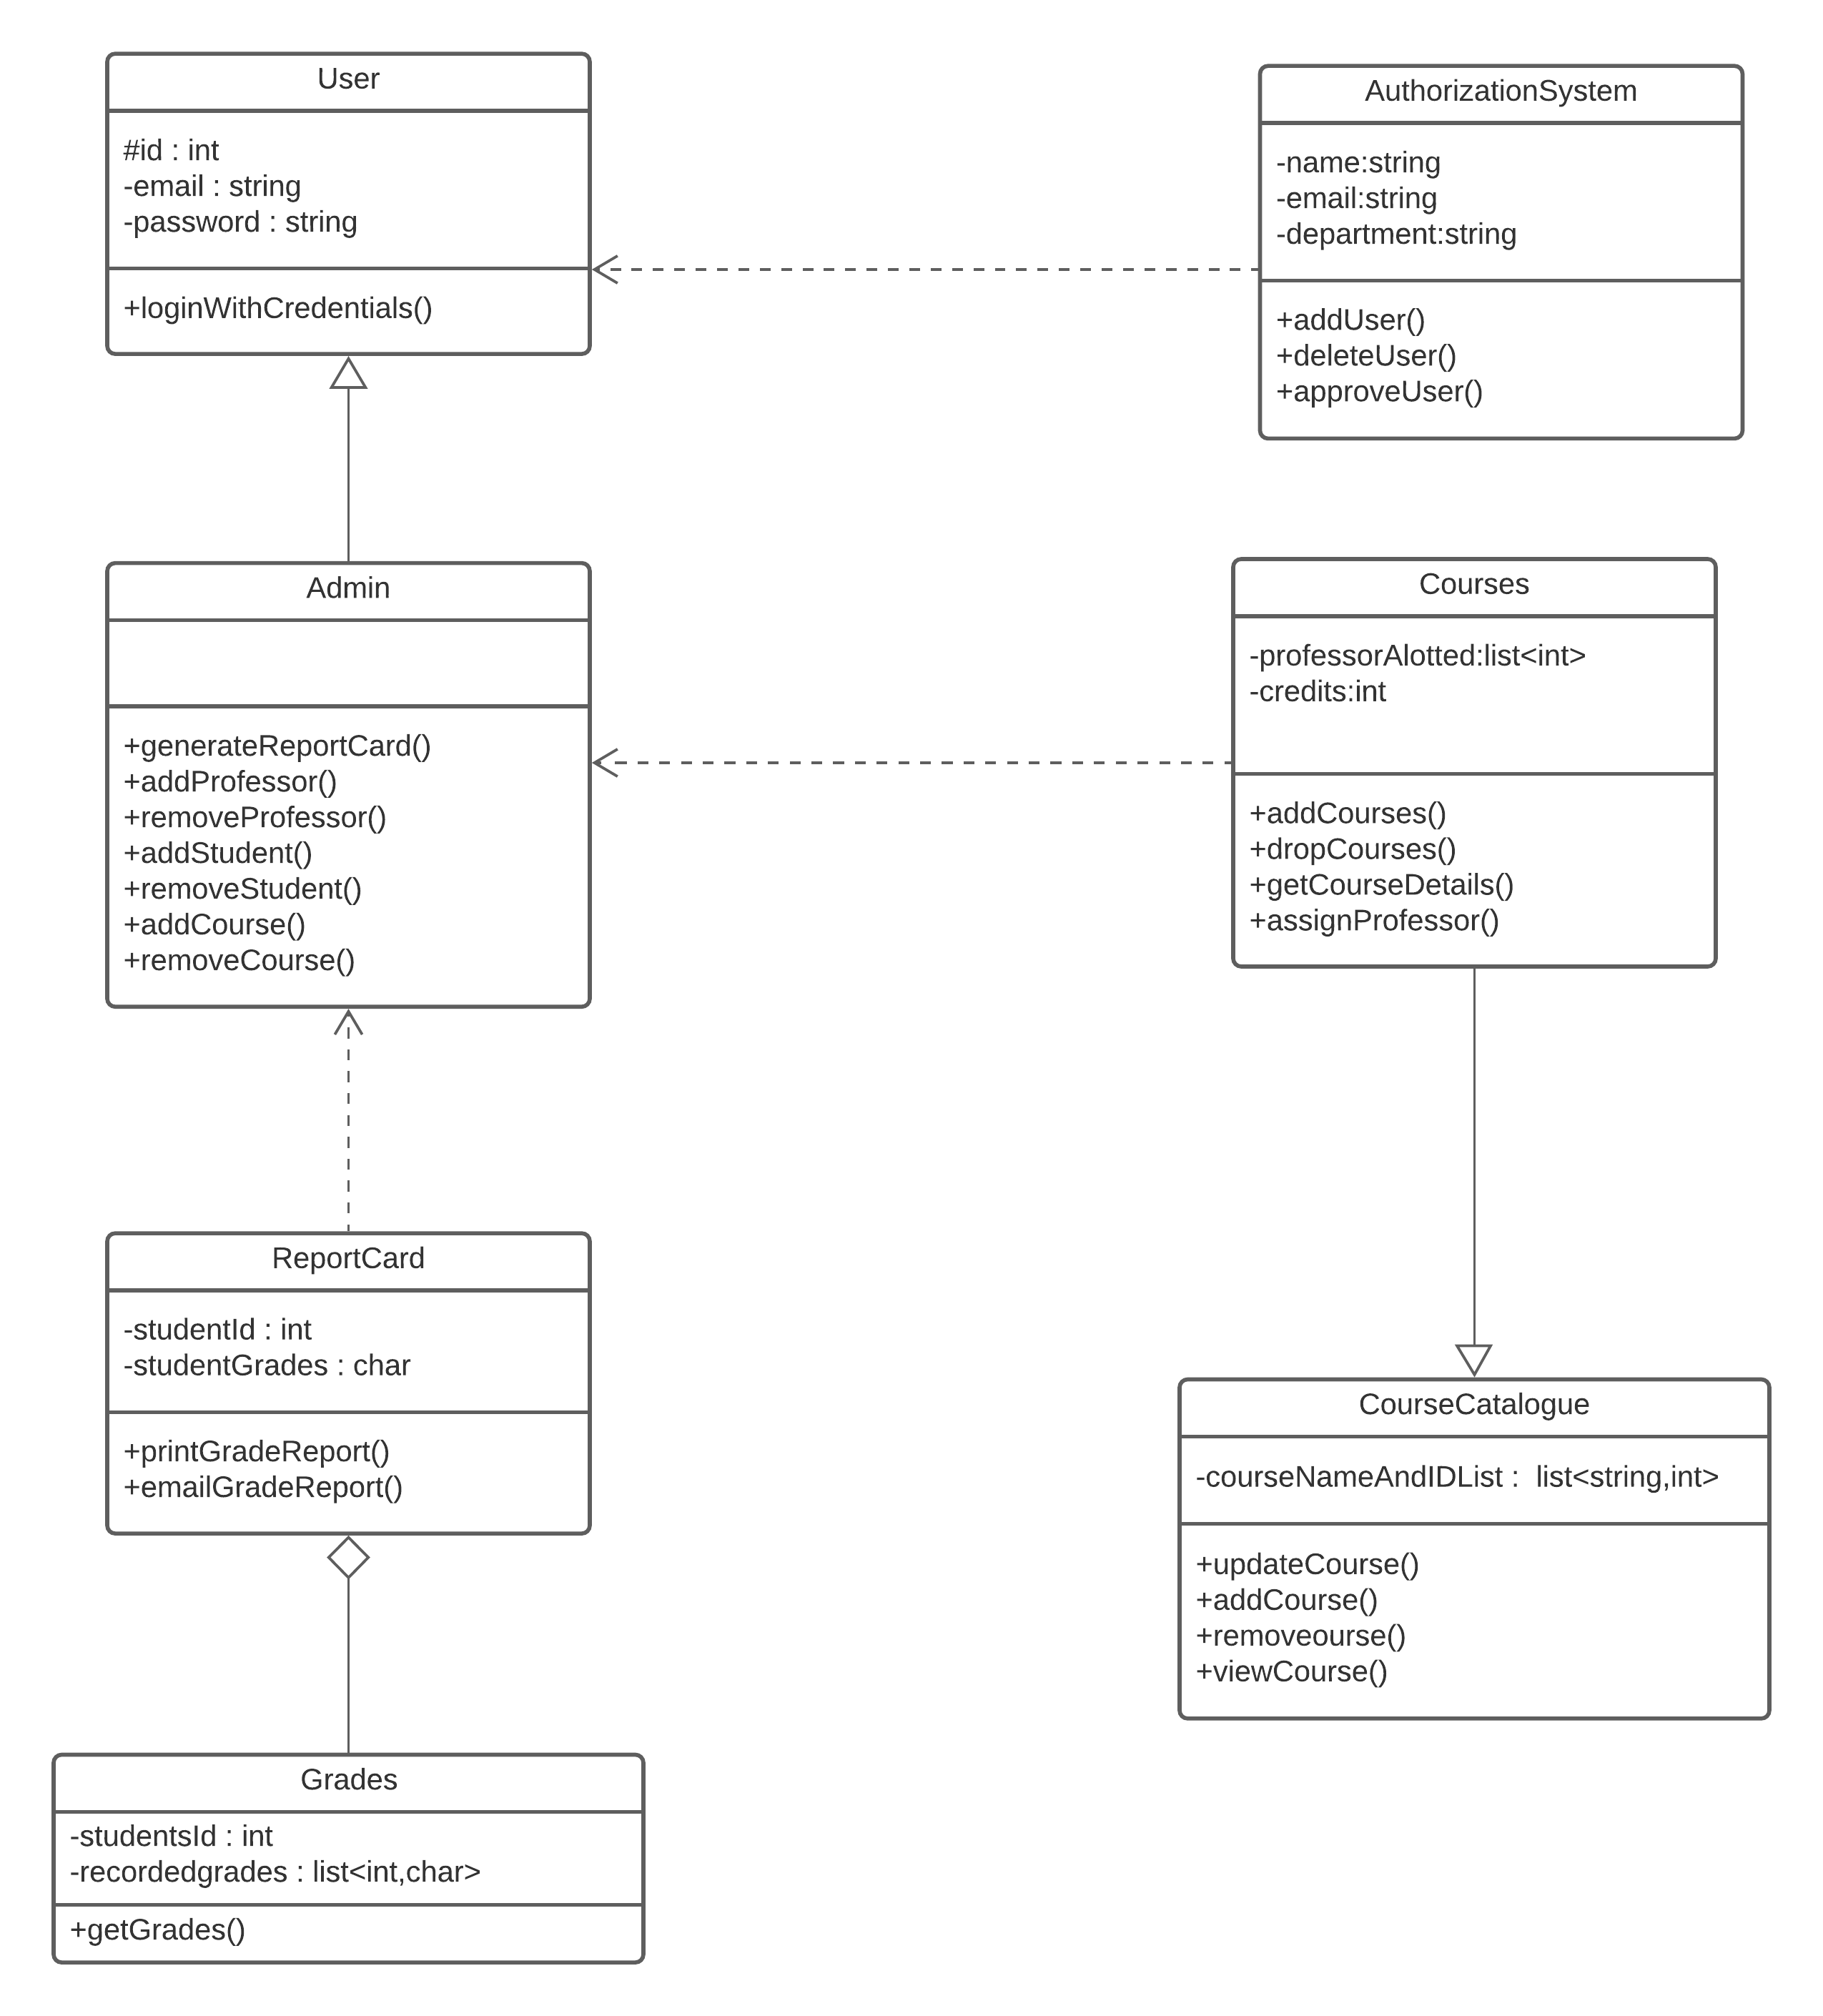 User
#id : int
-email : string
-password : string
+loginWithCredentials()
AuthorizationSystem
-name:string
-email:string
-department:string
+addUser()
+deleteUser()
+approveUser()
Admin
+generateReportCard()
+addProfessor()
+removeProfessor()
+addStudent()
+removeStudent()
+addCourse()
+removeCourse()
Courses
-professorAlotted:list<int>
-credits:int
+addCourses()
+dropCourses()
+getCourseDetails()
+assignProfessor()
ReportCard
-studentId : int
-studentGrades : char
+printGradeReport()
+emailGradeReport()
CourseCatalogue
-courseNameAndIDList :  list<string,int>
+updateCourse()
+addCourse()
+removeourse()
+viewCourse()
Grades
-studentsId : int
-recordedgrades : list<int,char>
+getGrades()